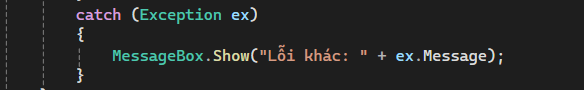 catch (Exception ex)
{
MessageBox.Show("Lỗi khác: " + ex.Message);
}